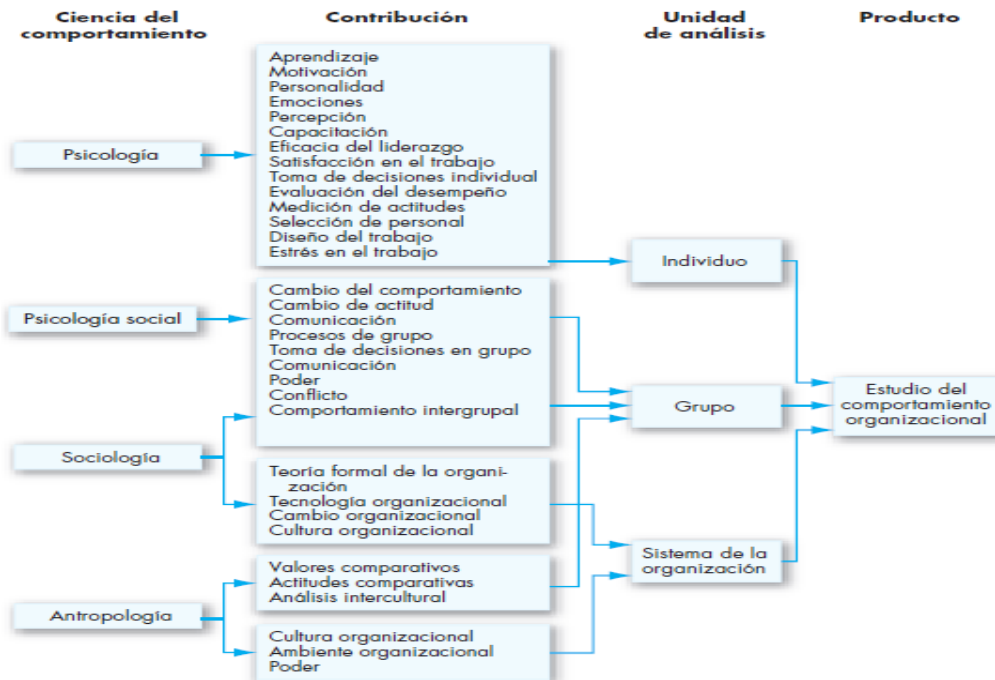 Ciencia del
comportamiento
Contribución
Unidad
de análisis
Producto
Psicología
Aprendizaje
Motivación
Personalidad
Emociones
Percepción
Capacitación
Eficacia del liderazgo
Satisfacción en el trabajo
Toma de decisiones individual
Evaluación del desempeño
Medición de actitudes
Selección de personal
Diseño del trabajo
Estrés en el trabajo
Individuo
Psicología social
Cambio del comportamiento
Cambio de actitud
Comunicación
Procesos de grupo
Toma de decisiones en grupo
Comunicación
Poder
Conflicto
Comportamiento intergrupal
Grupo
Estudio del
comportamiento
organizacional
Sociología
Teoría formal de la organi-
zación
Tecnología organizacional
Cambio organizacional
Cultura organizacional
Sistema de la
organización
Antropología
Valores comparativos
Actitudes comparativas
Análisis intercultural
Cultura organizacional
Ambiente organizacional
Poder